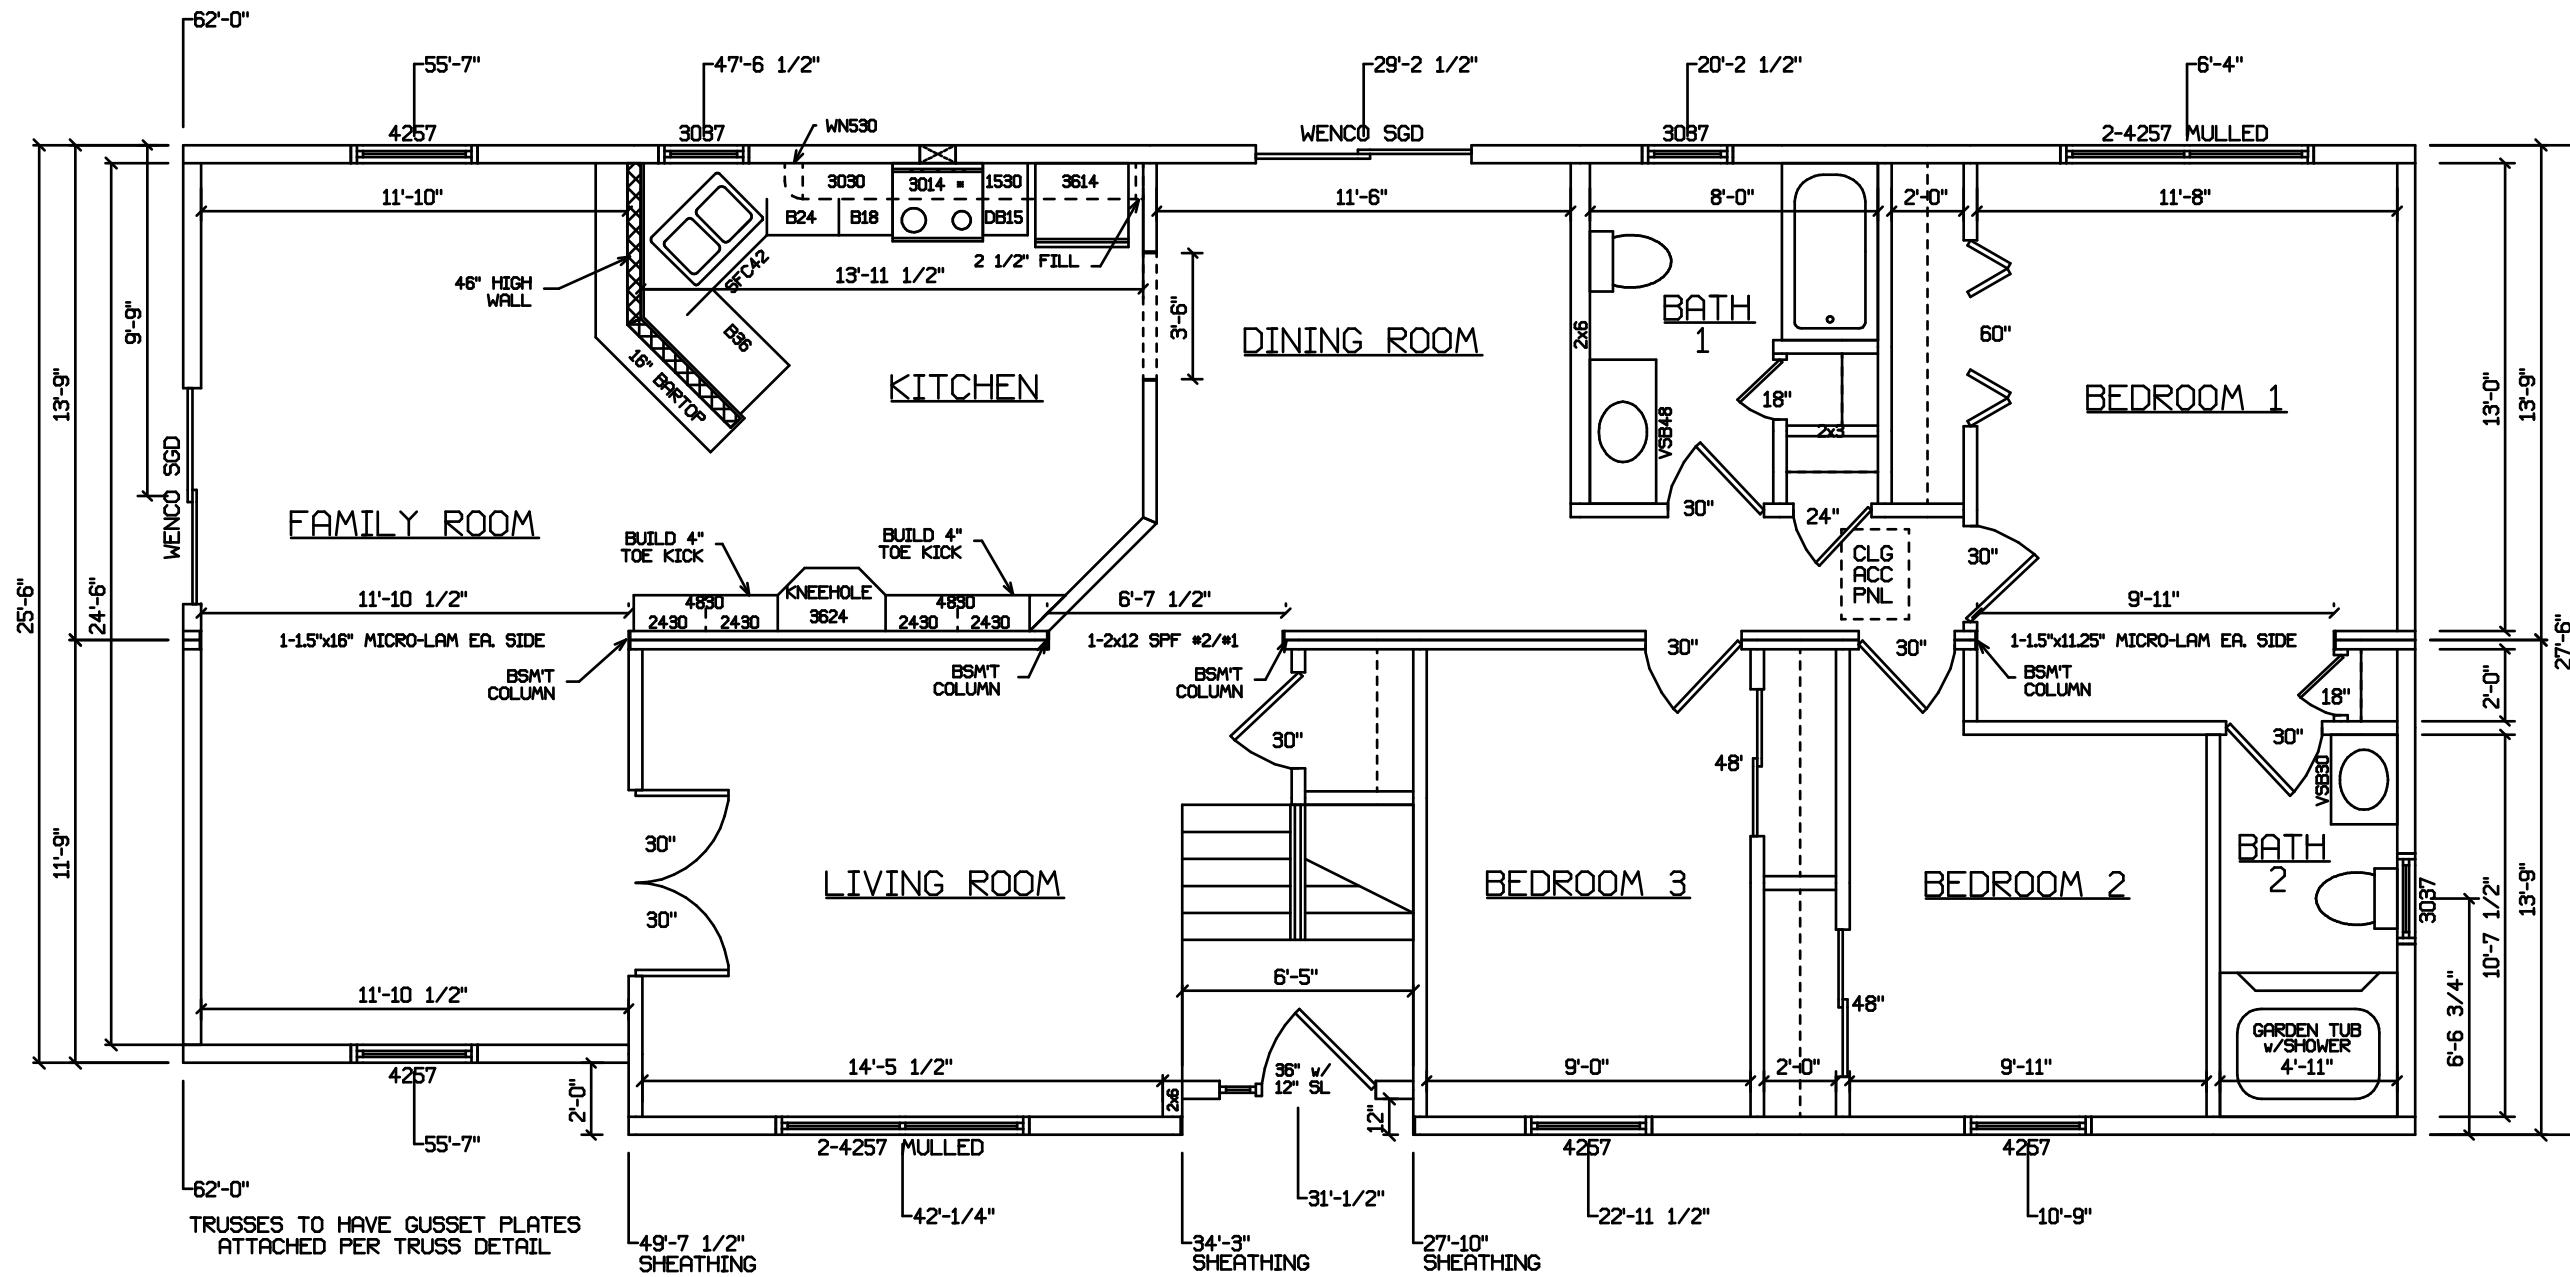 62'-0"
55'-7"
47'-6 1/2"
29'-2 1/2"
20'-2 1/2"
6'-4"
4257
3037
WN530
WENCO SGD
3037
2-4257 MULLED
11'-10"
3030
3014
1530
3614
B24
B18
DB15
11'-6"
8'-0"
2'-0"
11'-8"
46" HIGH
WALL
SFC42
13'-11 1/2"
2 1/2" FILL
9'-9"
3'-6"
B36
16" BARTOP
KITCHEN
DINING ROOM
2x6
BATH
1
60"
18"
VSB48
2x3
BEDROOM 1
13'-0"
13'-9"
13'-9"
WENCO SGD
FAMILY ROOM
30"
24"
BUILD 4"
TOE KICK
BUILD 4"
TOE KICK
CLG
ACC
PNL
30"
25'-6"
24'-6"
27'-6"
11'-10 1/2"
4830
2430
2430
KNEEHOLE
3624
4830
2430
2430
6'-7 1/2"
9'-11"
1-1.5"x16" MICRO-LAM EA. SIDE
1-2x12 SPF #2/#1
30"
30"
1-1.5"x11.25" MICRO-LAM EA. SIDE
BSM'T
COLUMN
BSM'T
COLUMN
BSM'T
COLUMN
BSM'T
COLUMN
18"
2'-0"
30"
30"
48'
VSB30
11'-9"
30"
30"
LIVING ROOM
BEDROOM 3
BEDROOM 2
BATH
2
3037
10'-7 1/2"
13'-9"
6'-6 3/4"
11'-10 1/2"
6'-5"
48"
GARDEN TUB
w/SHOWER
4'-11"
14'-5 1/2"
36" w/
12" SL
9'-0"
2'-0"
9'-11"
4257
2'-0"
2x6
12"
55'-7"
2-4257 MULLED
4257
4257
62'-0"
42'-1/4"
31'-1/2"
22'-11 1/2"
10'-9"
TRUSSES TO HAVE GUSSET PLATES
ATTACHED PER TRUSS DETAIL
49'-7 1/2"
SHEATHING
34'-3"
SHEATHING
27'-10"
SHEATHING